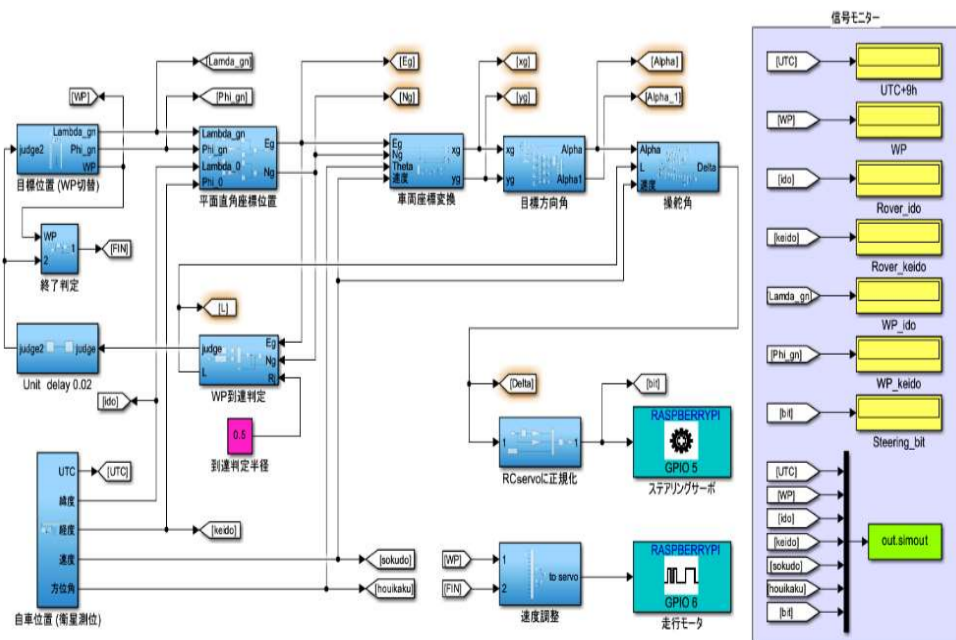 信号モニター
[Lamda_gn]
[Eg]
[xg]
[Alpha]
[WP]
[Phi_gn]
[Ng]
[yg]
[Alpha_1]
judge2
Lambda_gn
Phi_gn
WP
目標位置 (WP切替)
Lambda_gn
Phi_gn
Lambda_0
Phi_0
Eg
Ng
平面直角座標位置
Eg
Ng
Theta
速度
xg
yg
車両座標変換
xg
yg
Alpha
Alpha1
目標方向角
Alpha
L
速度
Delta
操舵角
WP
2
1
[FIN]
終了判定
[L]
judge2
judge
Unit delay 0.02
judge
L
Eg
Ng
Rj
WP到達判定
[ido]
0.5
到達判定半径
[Delta]
[bit]
1
1
RCservoに正規化
RASPBERRYPI
GPIO 5
ステアリングサーボ
UTC
緯度
経度
速度
方位角
自車位置 (衛星測位)
[UTC]
[keido]
[sokudo]
[houikaku]
[WP]
[FIN]
1
2
to servo
速度調整
RASPBERRYPI
GPIO 6
走行モータ
[UTC]
UTC+9h
[WP]
WP
[ido]
Rover_ido
[keido]
Rover_keido
[Lamda_gn]
WP_ido
[Phi_gn]
WP_keido
[bit]
Steering_bit
[UTC]
[WP]
[ido]
[keido]
[sokudo]
[houikaku]
[bit]
out.simout